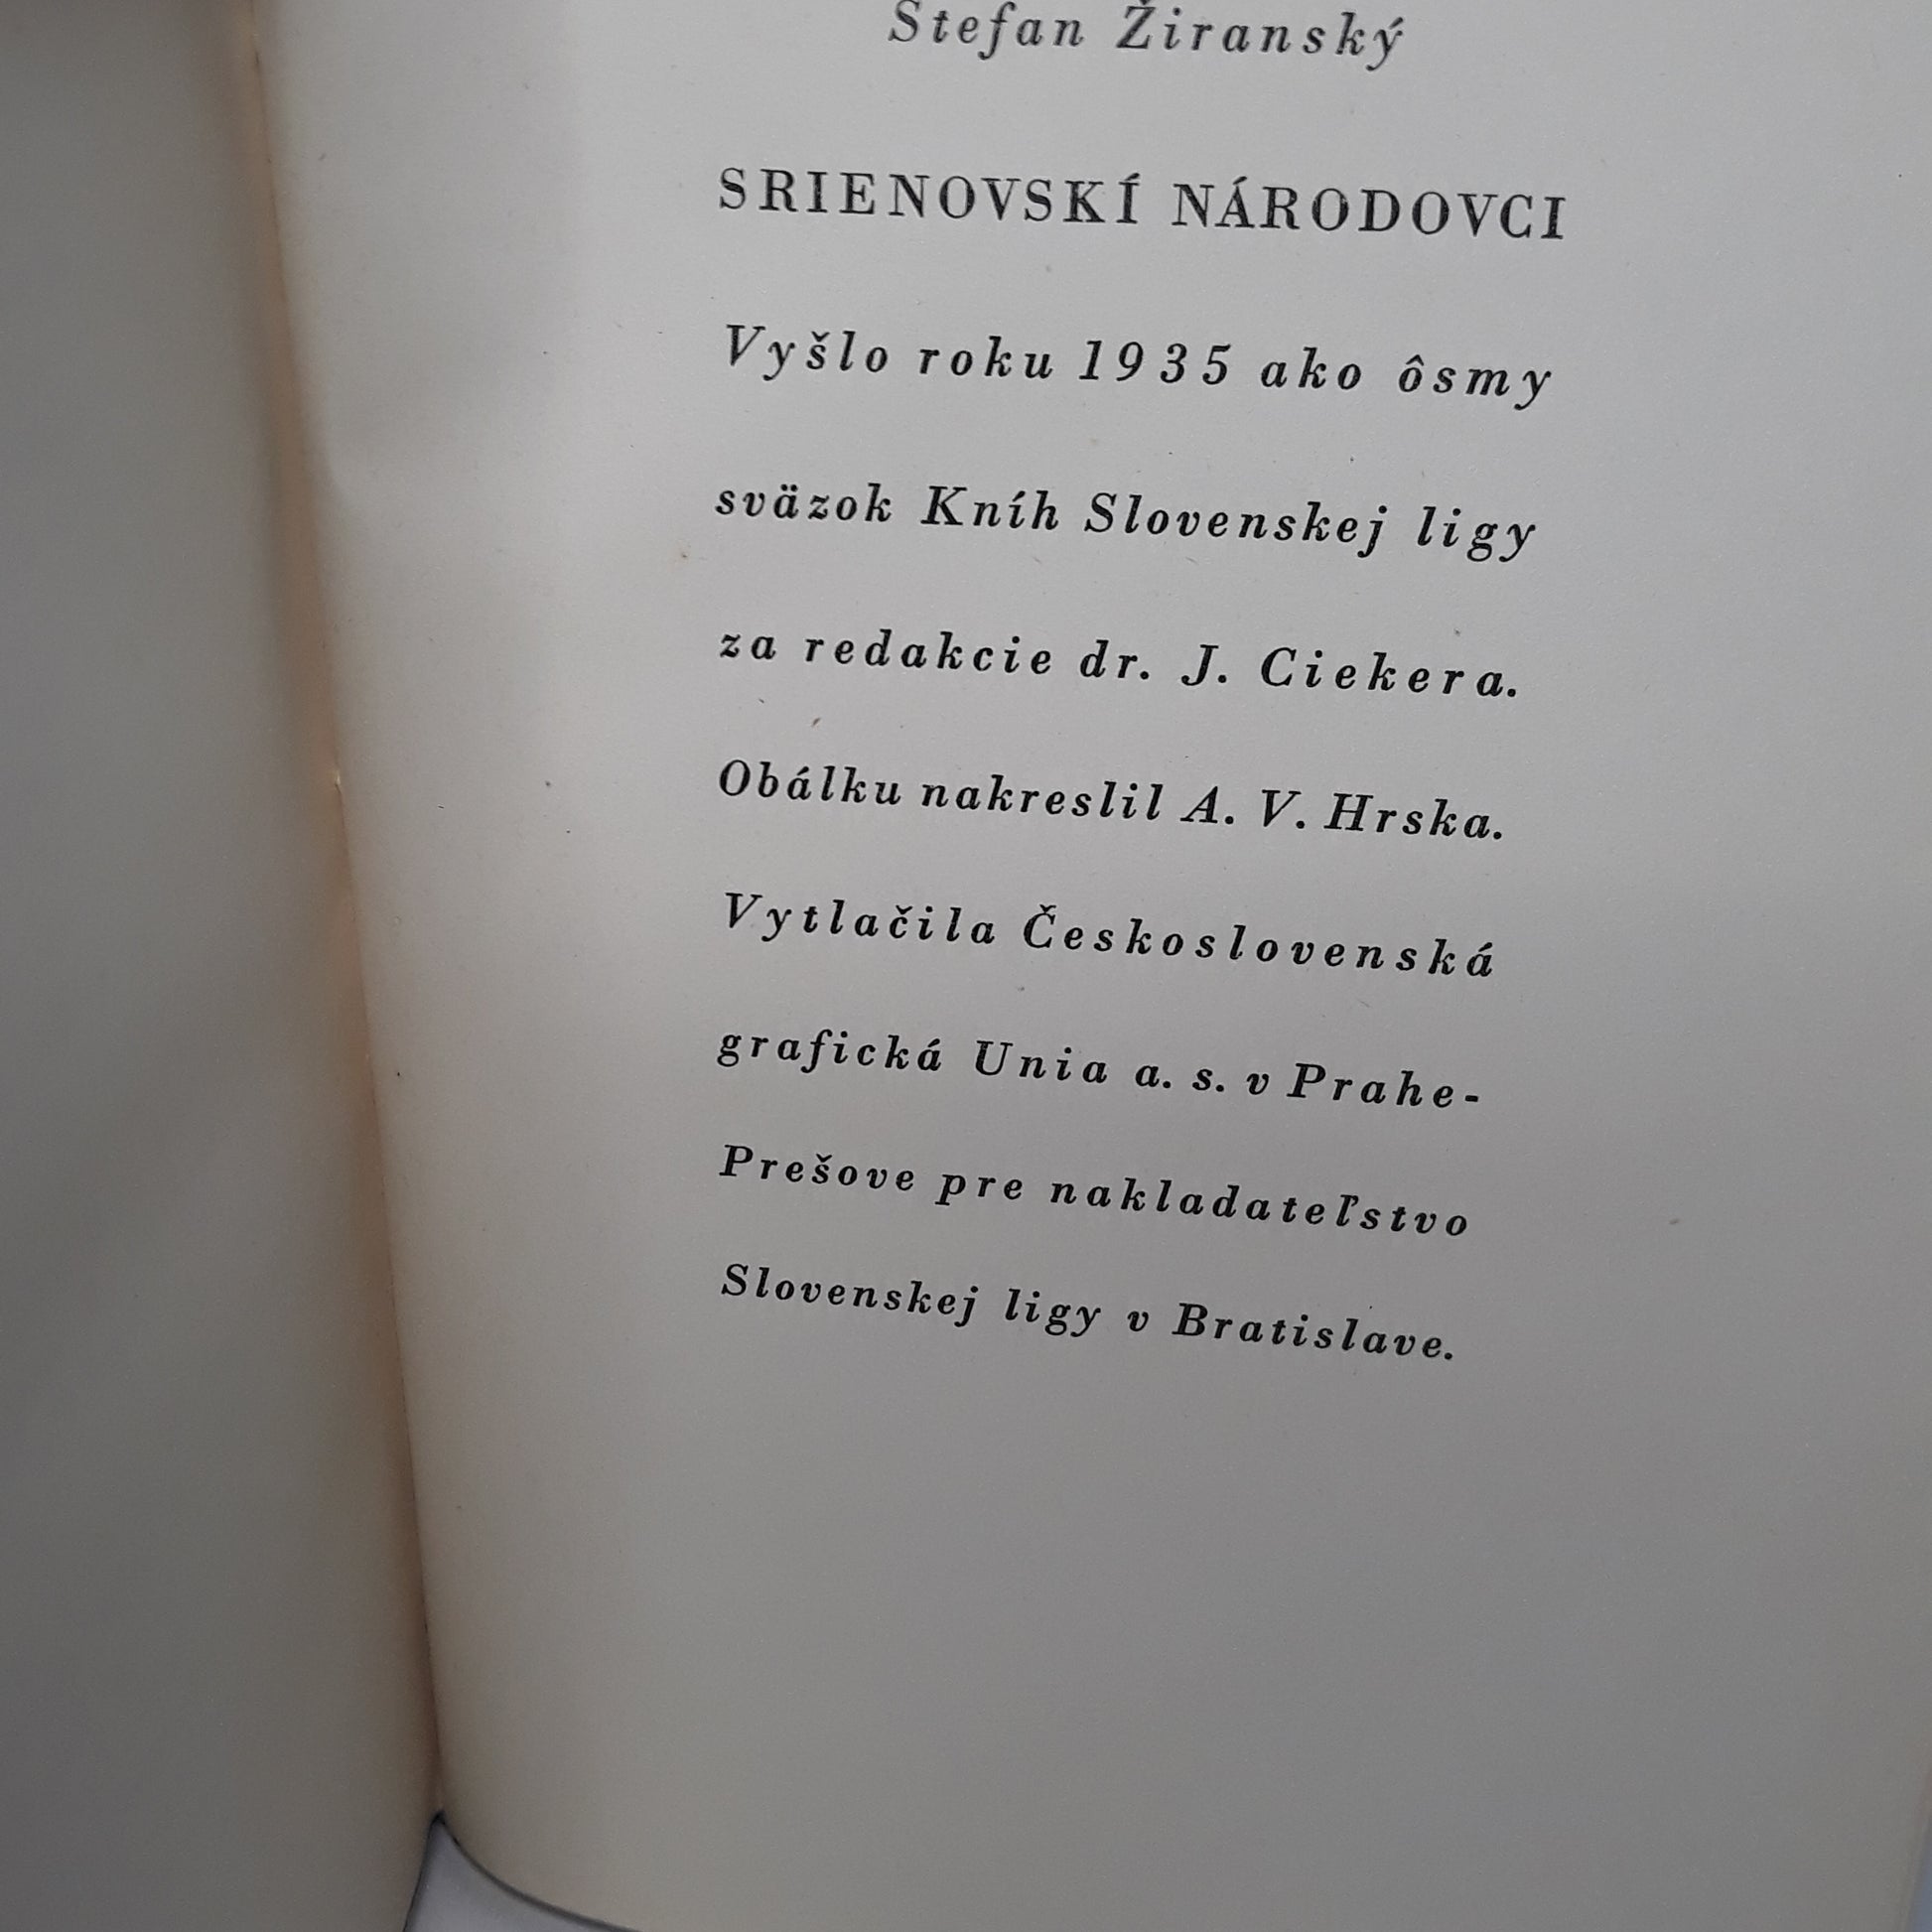 Štefan Žiranský
SRIENOVSKÍ NÁRODOVCI
Vyšlo roku 1935 ako ôsmy
sväzok Kníh Slovenskej ligy
za redakcie dr. J. Ciekera.
Obálku nakreslil A. V. Hrska.
Vytlačila Československá
grafická Unia a. s. v Prahe-
Prešove pre nakladateľstvo
Slovenskej ligy v Bratislave.